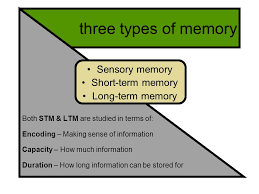 three types of memory
• Sensory memory
• Short-term memory
• Long-term memory
Both STM & LTM are studied in terms of:
Encoding – Making sense of information
Capacity – How much information
Duration – How long information can be stored for